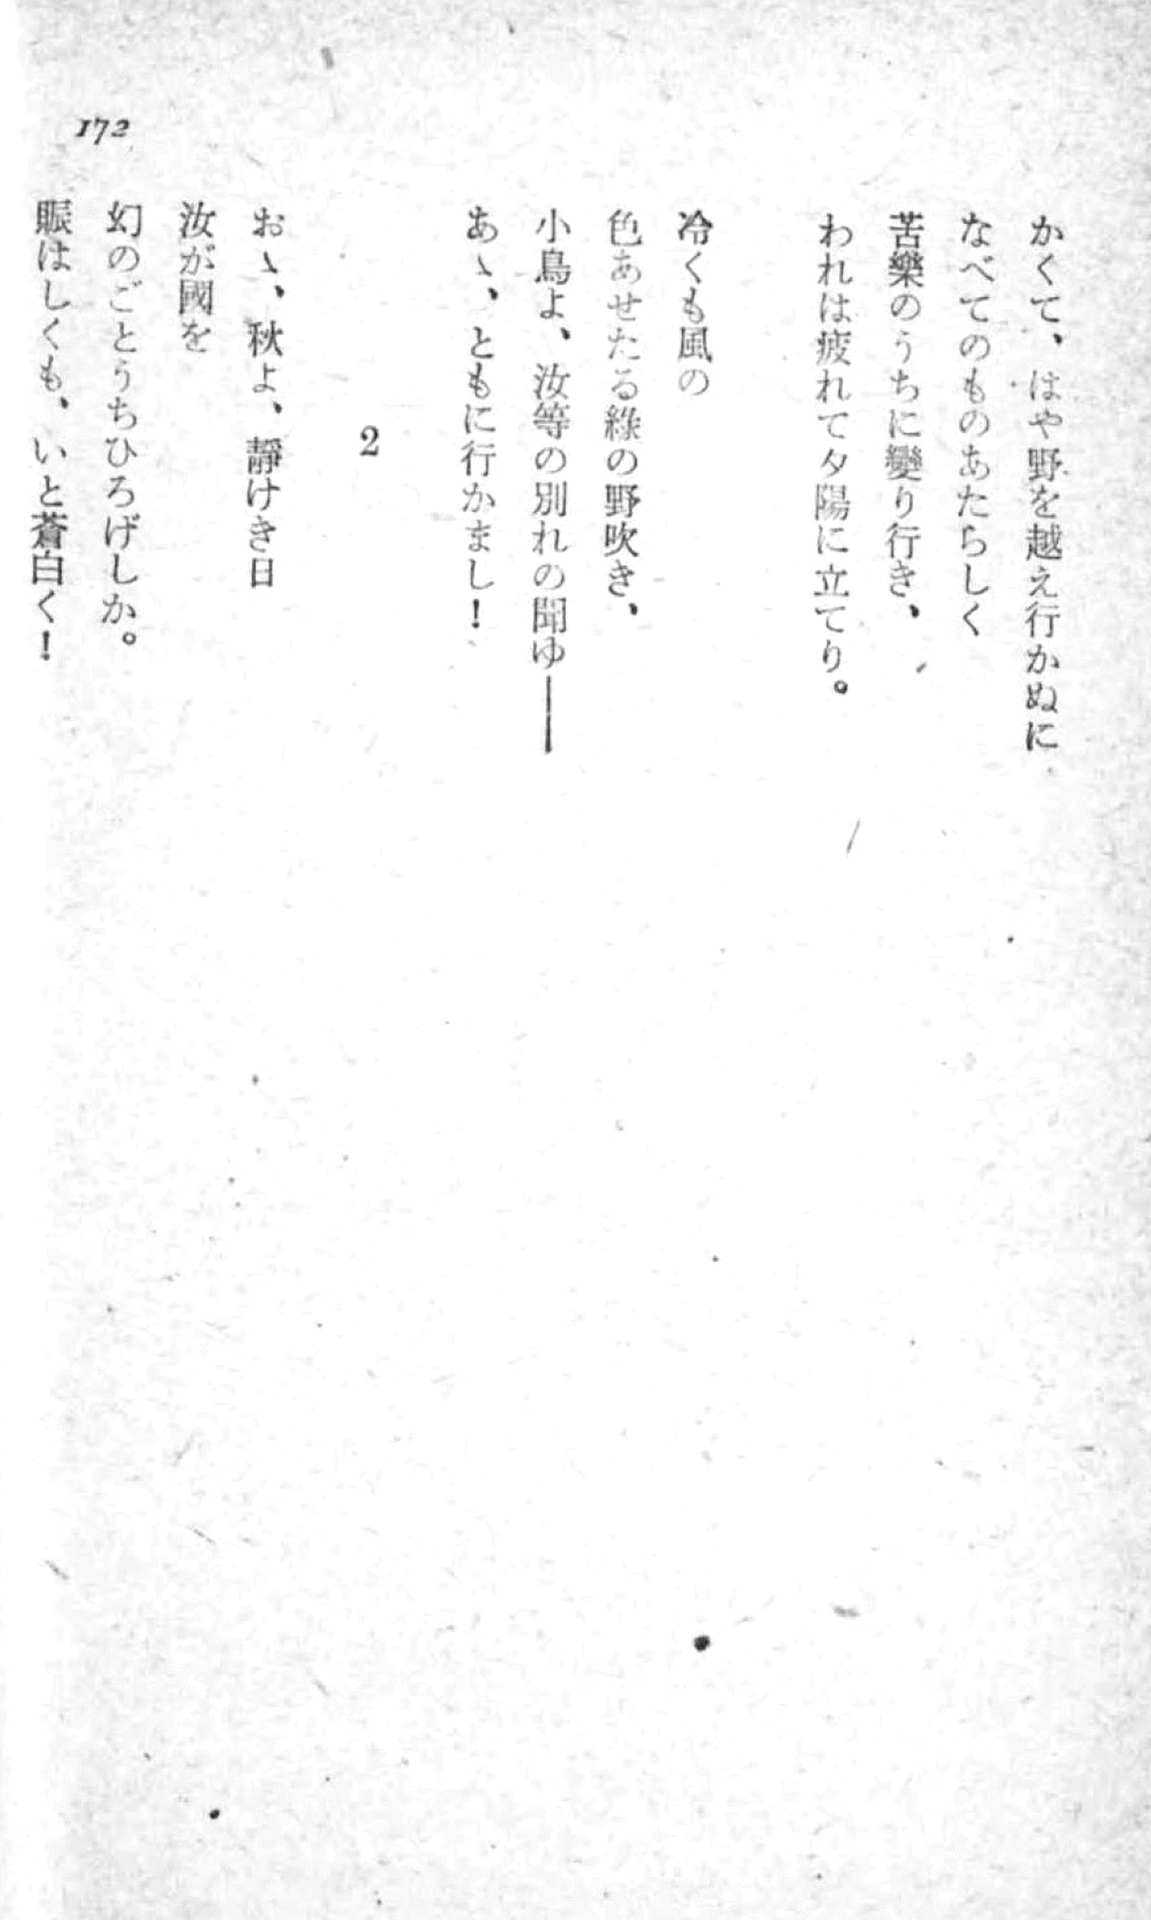 172
かくて、はや野を越え行かぬに
なべてのものあたらしく
苦樂のうちに變り行き、
われは疲れて夕陽に立てり。
冷くも風の
色あせたる綠の野吹き、
小鳥よ、汝等の別れの聞ゆ――
あゝ、ともに行かまし!
2
おゝ、秋よ、靜けき日
汝が國を
幻のごとうちひろげしか。
賑はしくも、いと蒼白く!